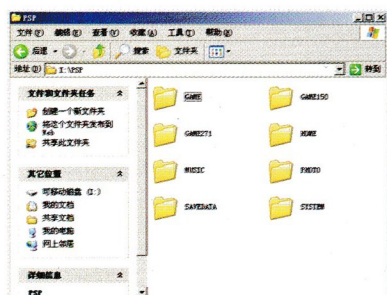 PSP
文件(F) 编辑(E) 查看(V) 收藏(A) 工具(T) 帮助(H)
后退 搜索 文件夹
地址(D) I:\PSP 转到
文件和文件夹任务
创建一个新文件夹
将这个文件夹发布到
Web
共享此文件夹
其它位置
可移动磁盘 (I:)
我的文档
共享文档
我的电脑
网上邻居
详细信息
PSP
GAME GAME150
GAME271 HOME
MUSIC PHOTO
SAVEDATA SYSTEM